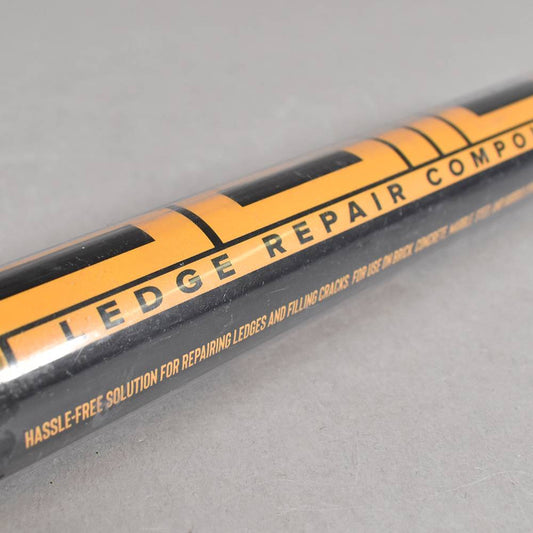 LEDGE REPAIR COMPO
HASSLE-FREE SOLUTION FOR REPAIRING LEDGES AND FILLING CRACKS. FOR USE ON BRICK, CONCRETE, MARBLE, STEEL AND